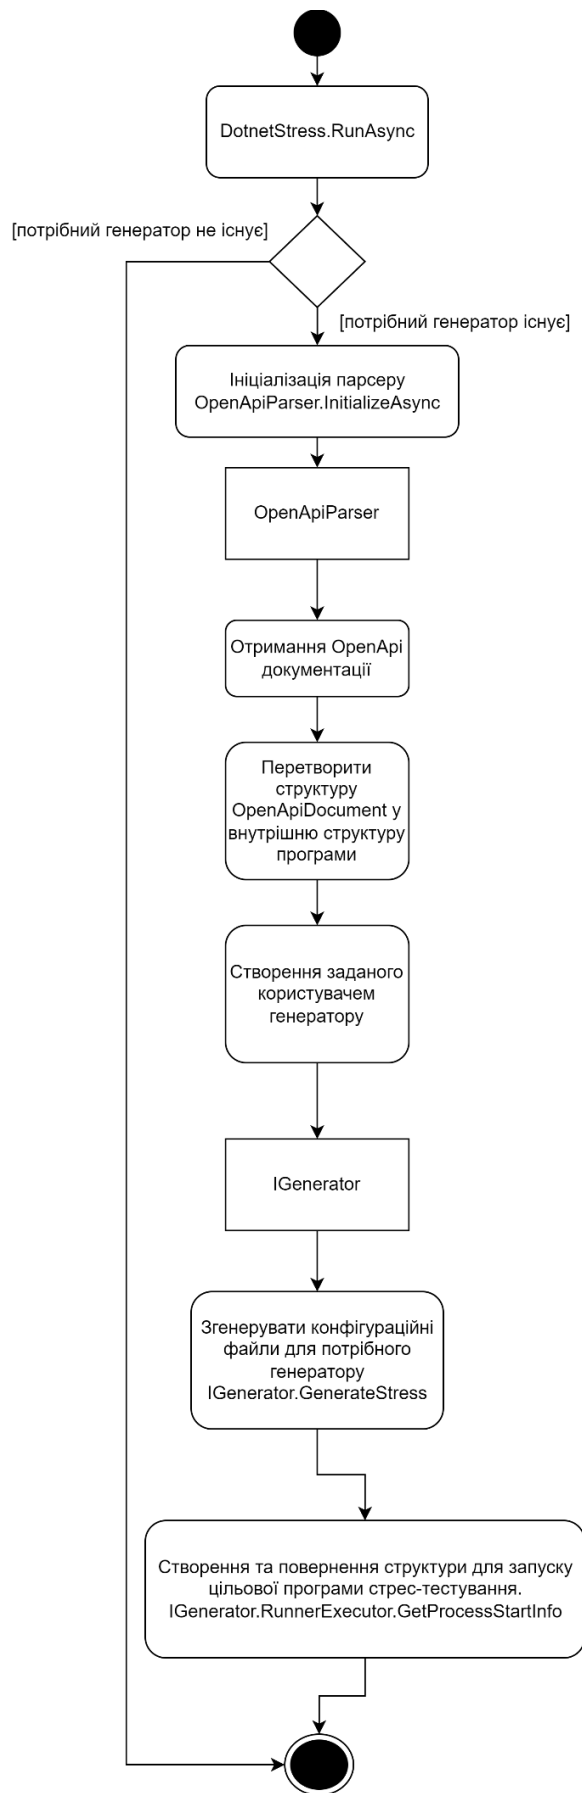 DotnetStress.RunAsync
[потрібний генератор не існує]
[потрібний генератор існує]
Ініціалізація парсеру
OpenApiParser.InitializeAsync
OpenApiParser
Отримання OpenApi
документації
Перетворити
структуру
OpenApiDocument у
внутрішню структуру
програми
Створення заданого
користувачем
генератору
IGenerator
Згенерувати конфігураційні
файли для потрібного
генератору
IGenerator.GenerateStress
Створення та повернення структури для запуску
цільової програми стрес-тестування.
IGenerator.RunnerExecutor.GetProcessStartInfo